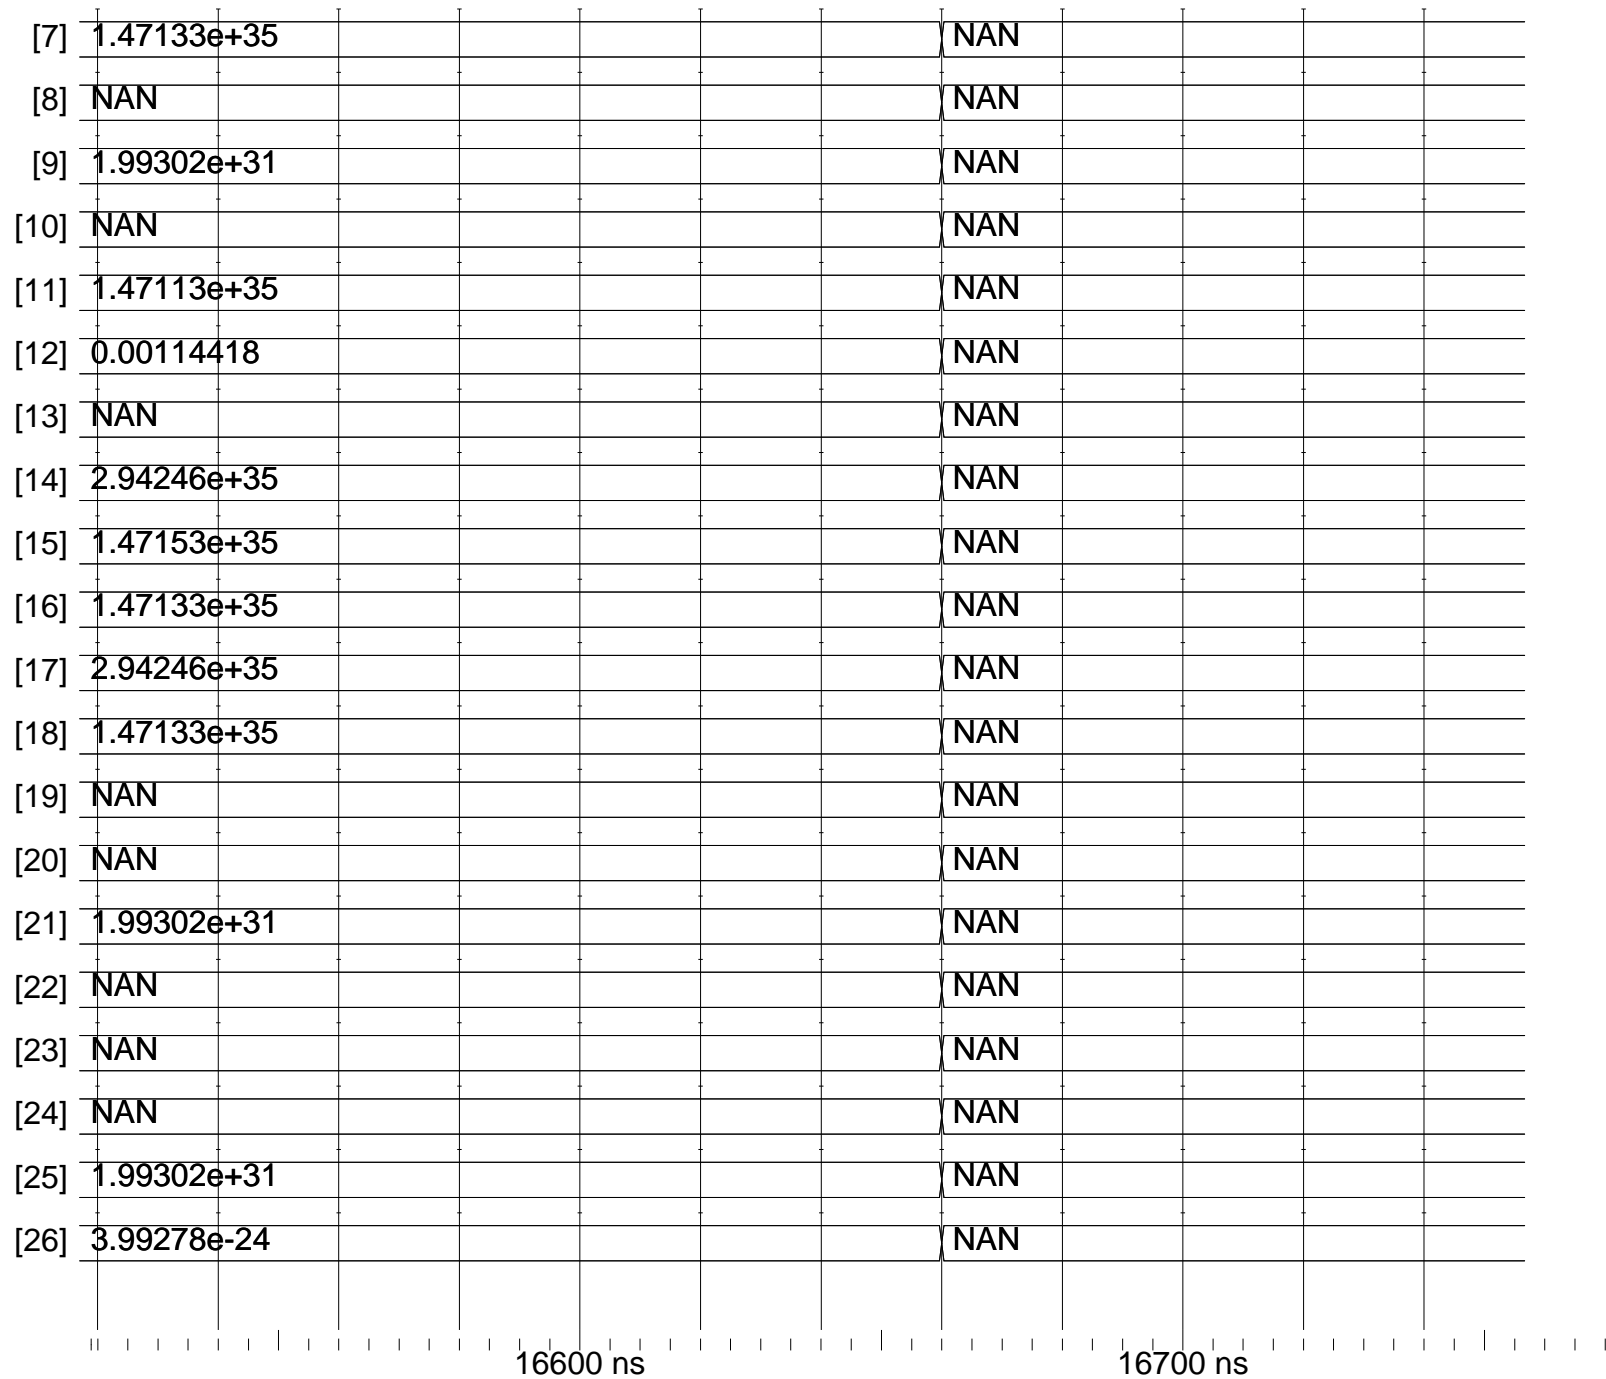 [7] 1.47133e+35 NAN
[8] NAN NAN
[9] 1.99302e+31 NAN
[10] NAN NAN
[11] 1.47113e+35 NAN
[12] 0.00114418 NAN
[13] NAN NAN
[14] 2.94246e+35 NAN
[15] 1.47153e+35 NAN
[16] 1.47133e+35 NAN
[17] 2.94246e+35 NAN
[18] 1.47133e+35 NAN
[19] NAN NAN
[20] NAN NAN
[21] 1.99302e+31 NAN
[22] NAN NAN
[23] NAN NAN
[24] NAN NAN
[25] 1.99302e+31 NAN
[26] 3.99278e-24 NAN
16600 ns 16700 ns